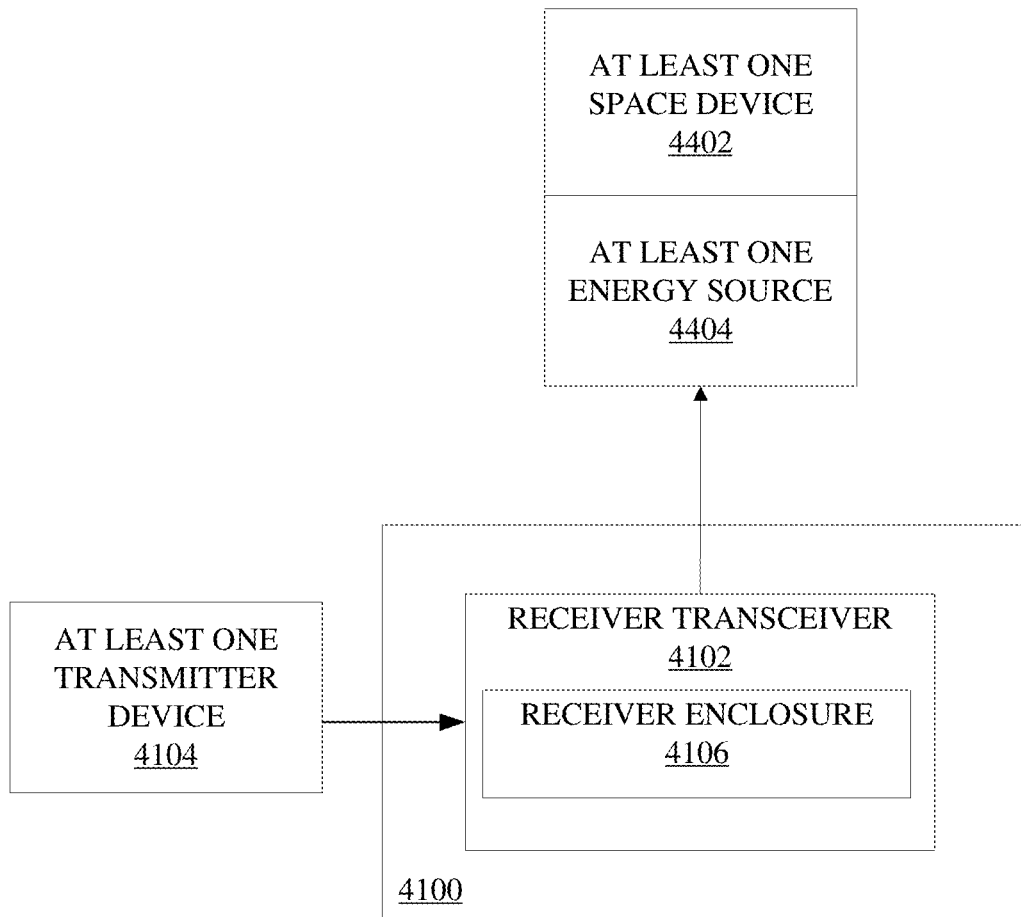 AT LEAST ONE
SPACE DEVICE
4402
AT LEAST ONE
ENERGY SOURCE
4404
AT LEAST ONE
TRANSMITTER
DEVICE
4104
RECEIVER TRANSCEIVER
4102
RECEIVER ENCLOSURE
4106
4100